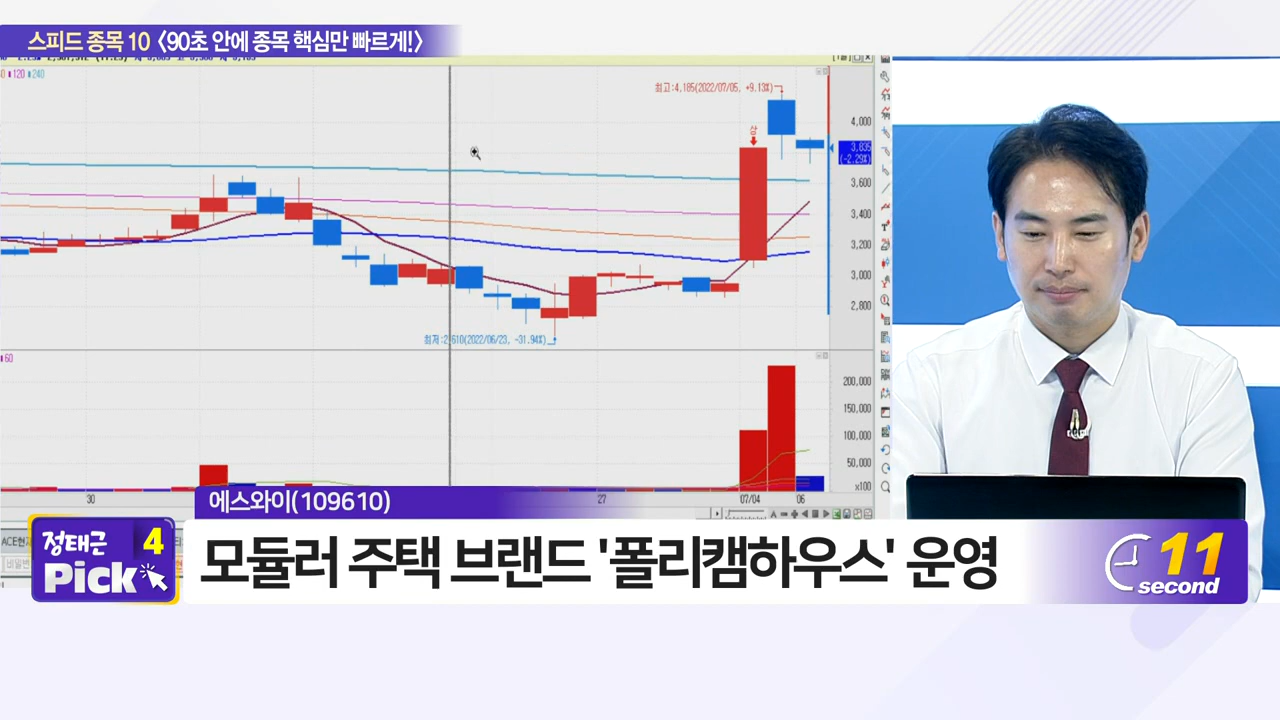 스피드 종목 10 <90초 안에 종목 핵심만 빠르게!>
120 240
최고:4,185(2022/07/05, +9.13%)
상
4,000
3,835
(-2.29%)
3,600
3,400
3,200
3,000
2,800
최저:2,610(2022/06/23, -31.94%)
60
200,000
150,000
100,000
50,000
x100
30
27
07/04
06
에스와이(109610)
정태근
Pick
4
모듈러 주택 브랜드 '폴리캠하우스' 운영
11
second